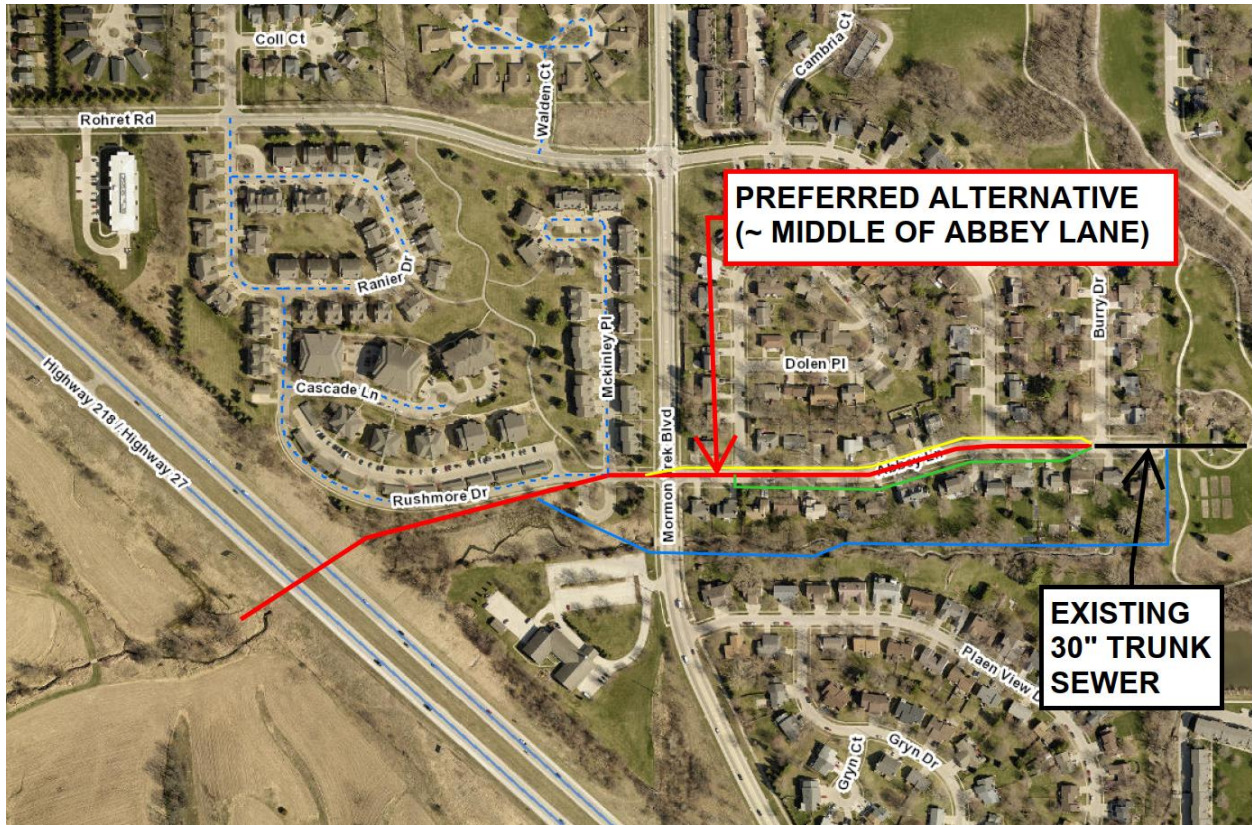 Coll Ct
Cambria Ct
Walden Ct
Rohret Rd
PREFERRED ALTERNATIVE
(~ MIDDLE OF ABBEY LANE)
Ranier Dr
Burry Dr
Mckinley Pl
Dolen Pl
Cascade Ln
Highway 218 / Highway 27
Abbey Ln
Rushmore Dr
Mormon Trek Blvd
EXISTING
30" TRUNK
SEWER
Plaen View
Gryn Ct
Gryn Dr